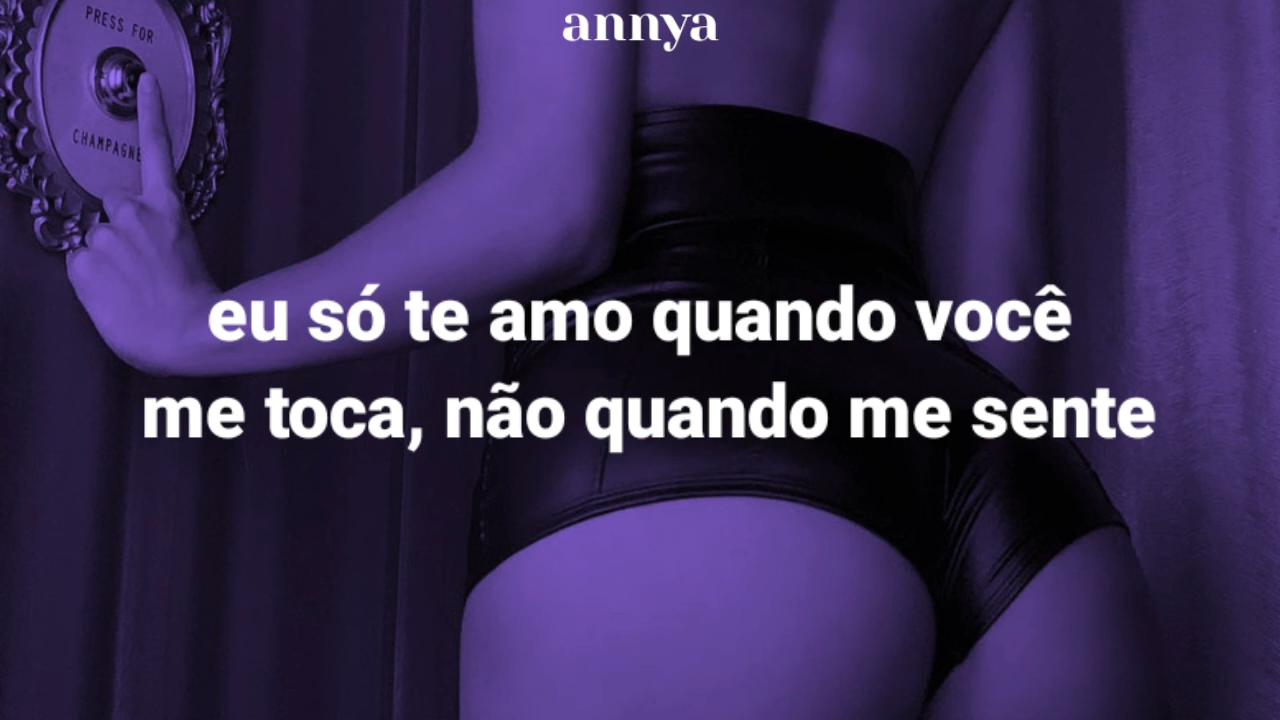 annya
PRESS FOR
CHAMPAGNE
eu só te amo quando você
me toca, não quando me sente